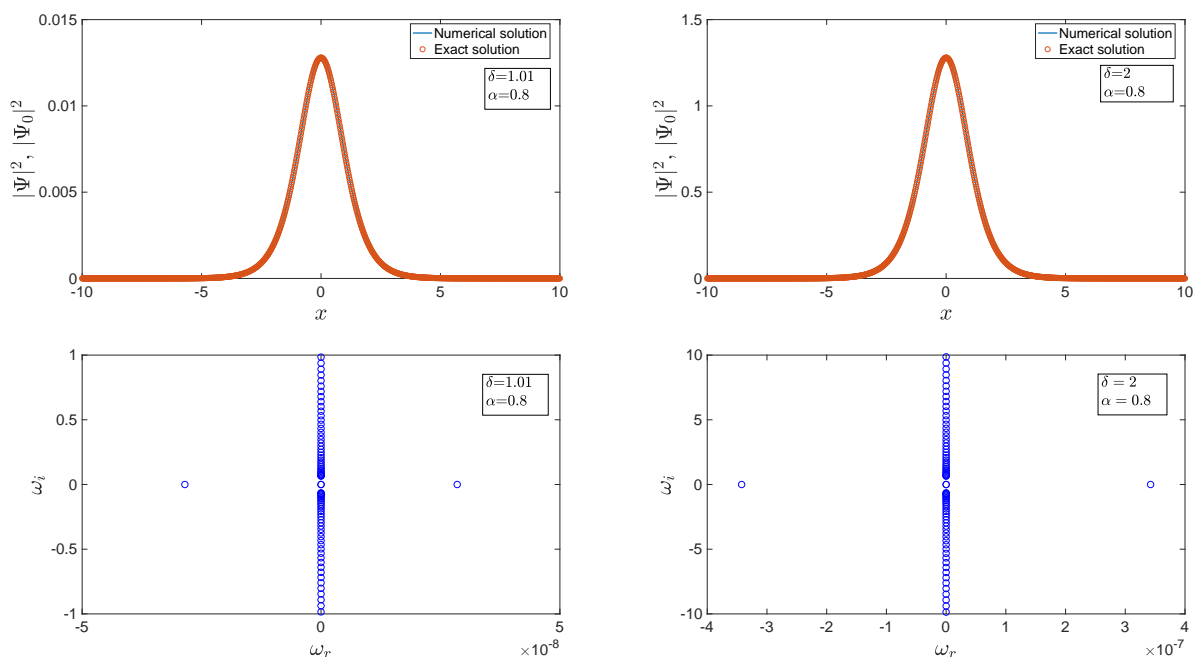 0.015
0.01
0.005
0
-10
-5
0
5
10
x
|Ψ|², |Ψ₀|²
Numerical solution
Exact solution
δ=1.01
α=0.8
1.5
1
0.5
0
-10
-5
0
5
10
x
|Ψ|², |Ψ₀|²
Numerical solution
Exact solution
δ=2
α=0.8
1
0.5
0
-0.5
-1
-5
0
5
×10⁻⁸
ωᵣ
ωᵢ
δ=1.01
α=0.8
10
5
0
-5
-10
-4
-3
-2
-1
0
1
2
3
4
×10⁻⁷
ωᵣ
ωᵢ
δ = 2
α = 0.8